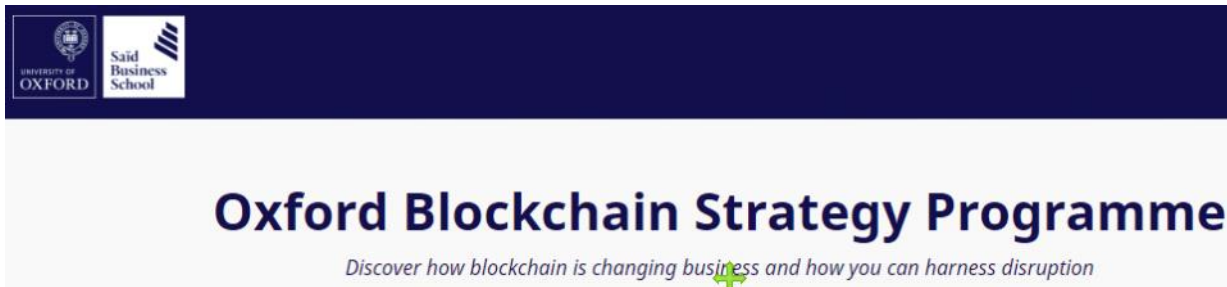 UNIVERSITY OF
OXFORD
Saïd
Business
School
Oxford Blockchain Strategy Programme
Discover how blockchain is changing business and how you can harness disruption